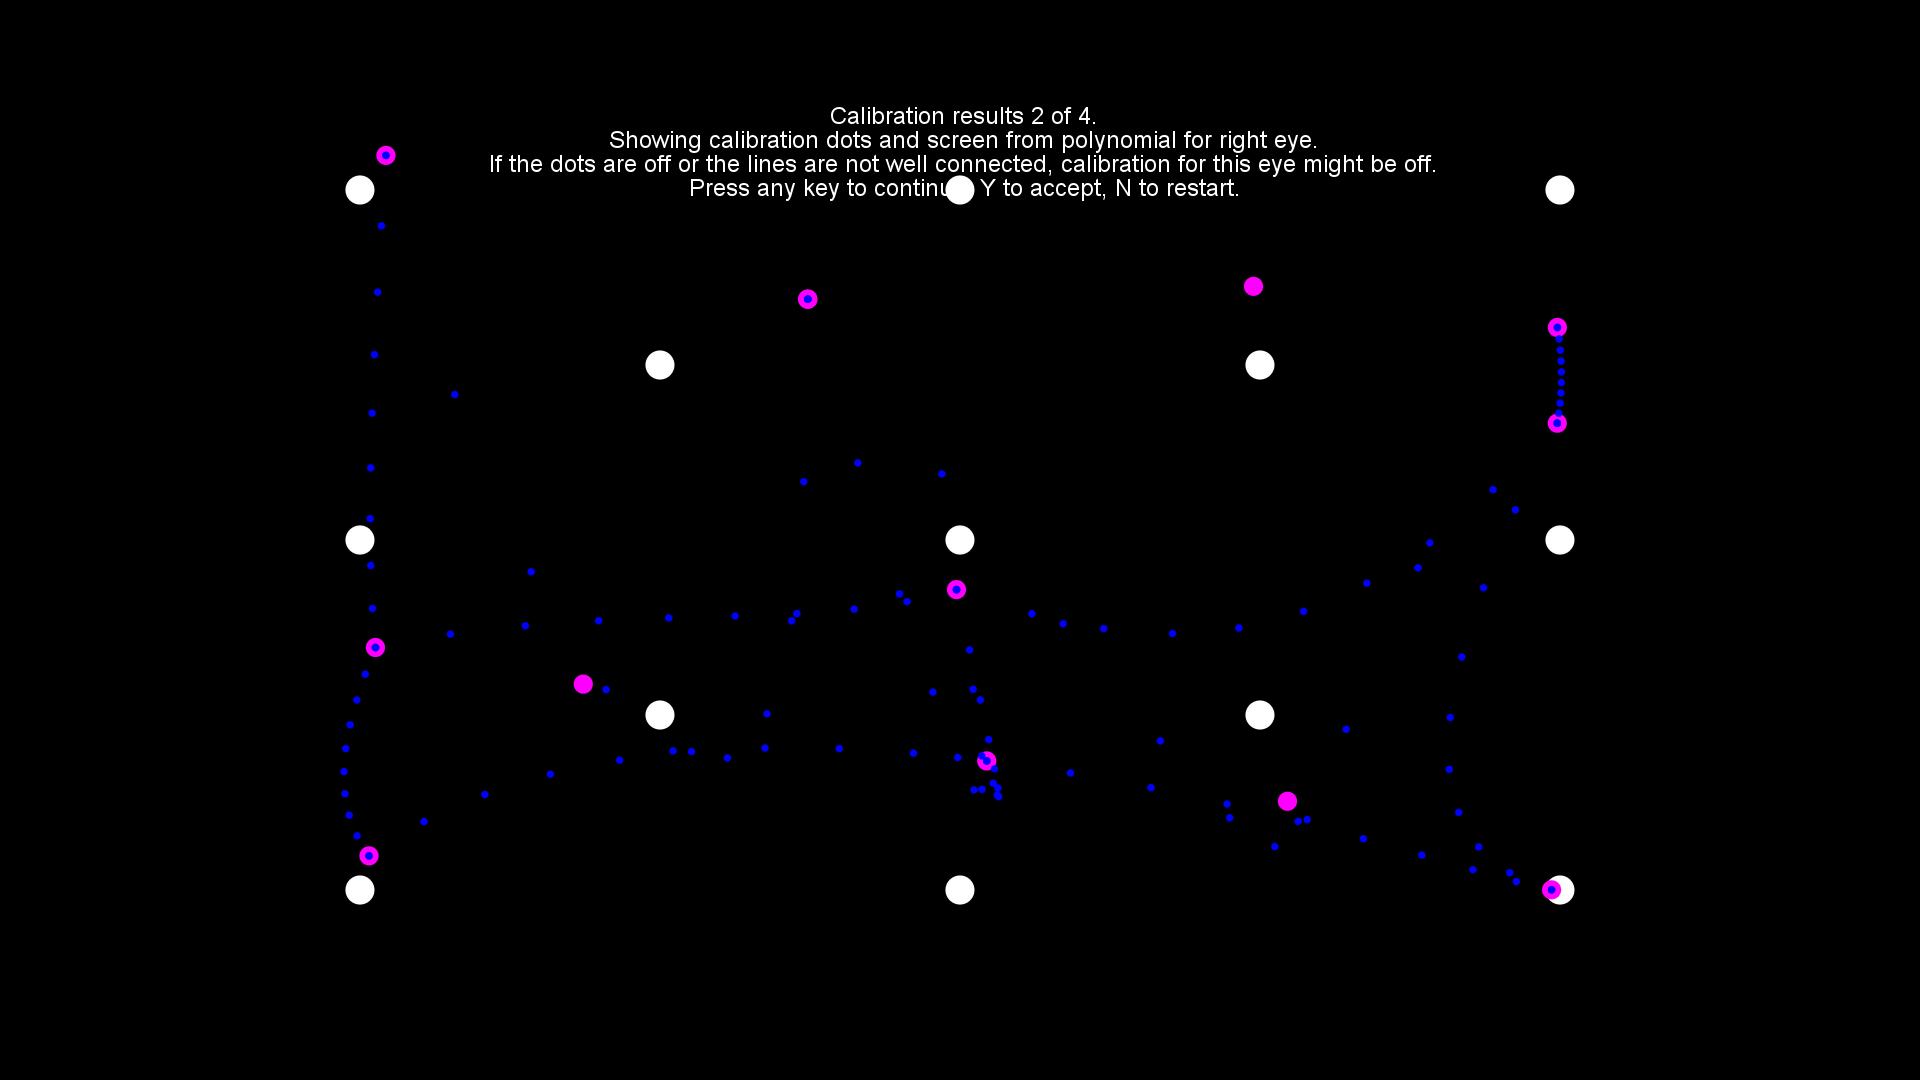 Calibration results 2 of 4.
Showing calibration dots and screen from polynomial for right eye.
If the dots are off or the lines are not well connected, calibration for this eye might be off.
Press any key to continu Y to accept, N to restart.